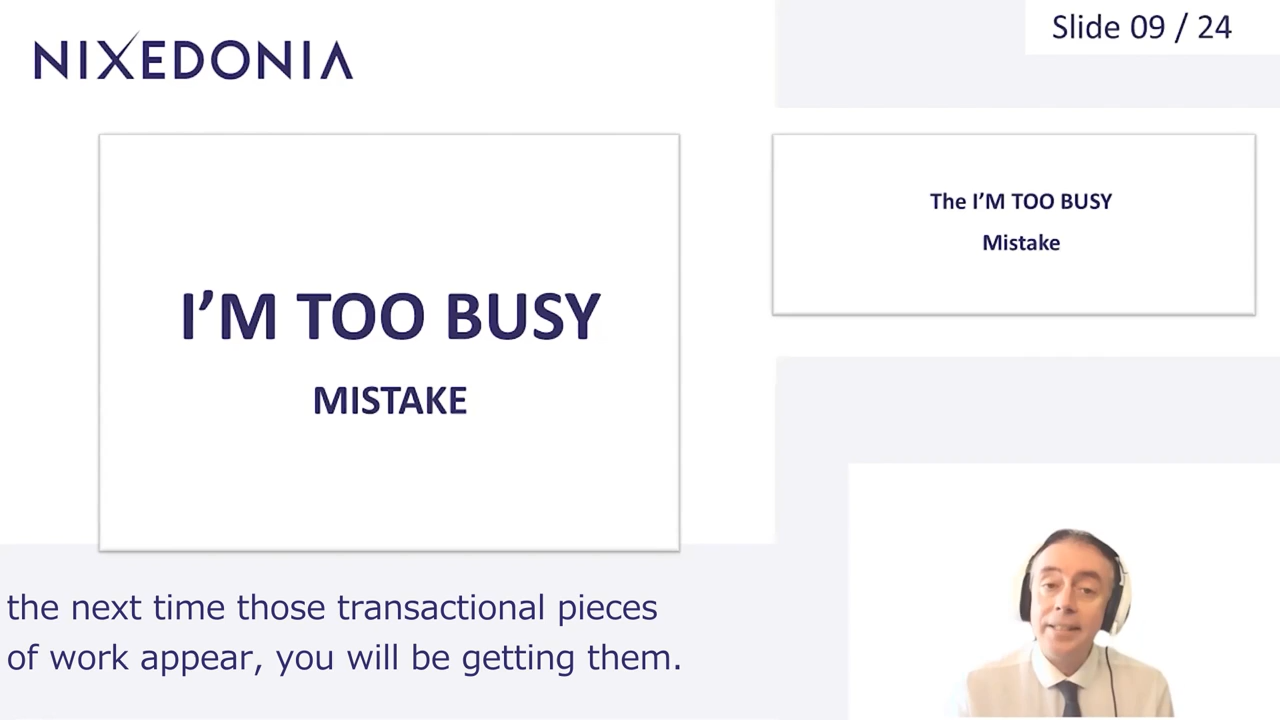 NIXEDONIA
Slide 09 / 24
I’M TOO BUSY
MISTAKE
The I’M TOO BUSY
Mistake
the next time those transactional pieces
of work appear, you will be getting them.